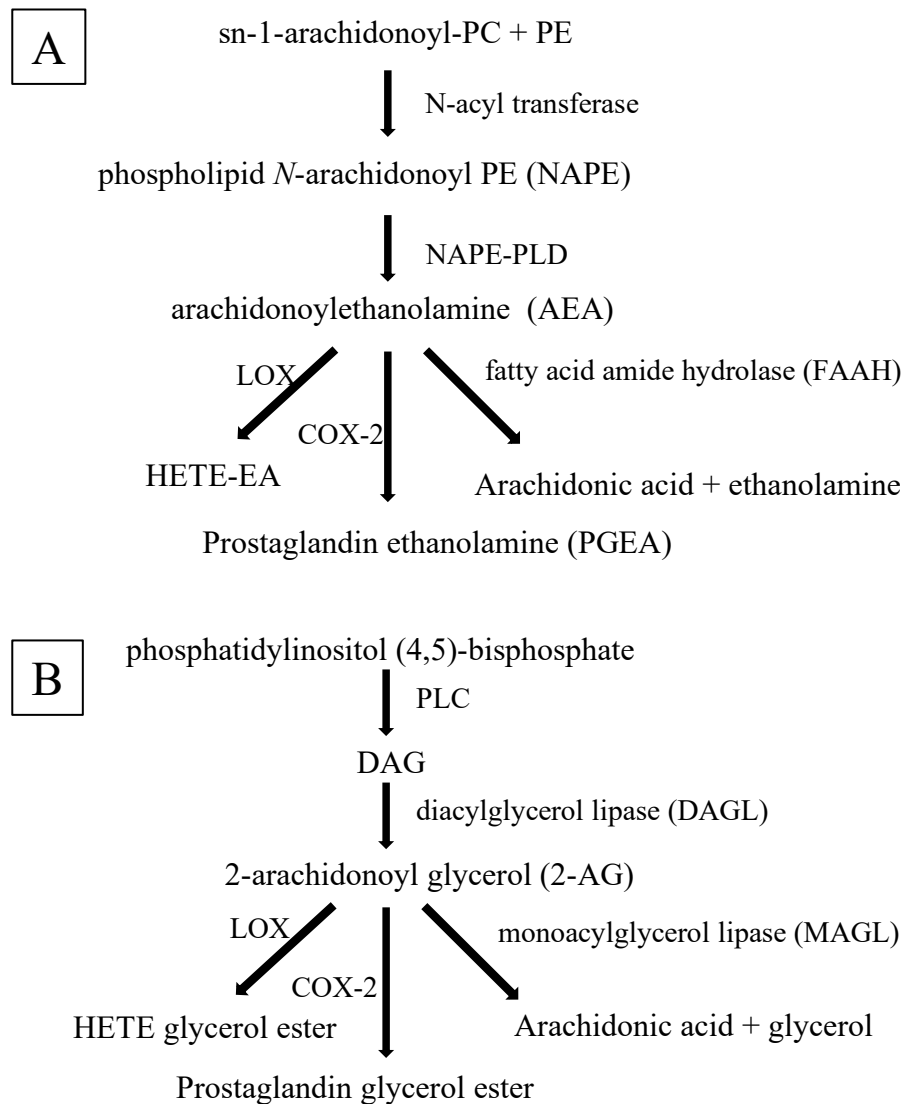 A
sn-1-arachidonoyl-PC + PE
N-acyl transferase
phospholipid N-arachidonoyl PE (NAPE)
NAPE-PLD
arachidonoylethanolamine (AEA)
LOX
fatty acid amide hydrolase (FAAH)
COX-2
HETE-EA
Arachidonic acid + ethanolamine
Prostaglandin ethanolamine (PGEA)
B
phosphatidylinositol (4,5)-bisphosphate
PLC
DAG
diacylglycerol lipase (DAGL)
2-arachidonoyl glycerol (2-AG)
LOX
monoacylglycerol lipase (MAGL)
COX-2
HETE glycerol ester
Arachidonic acid + glycerol
Prostaglandin glycerol ester